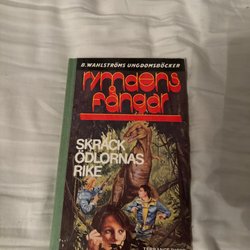 B. WAHLSTRÖMS UNGDOMSBÖCKER
rymdens
fångar
SKRÄCK
ÖDLORNAS
RIKE